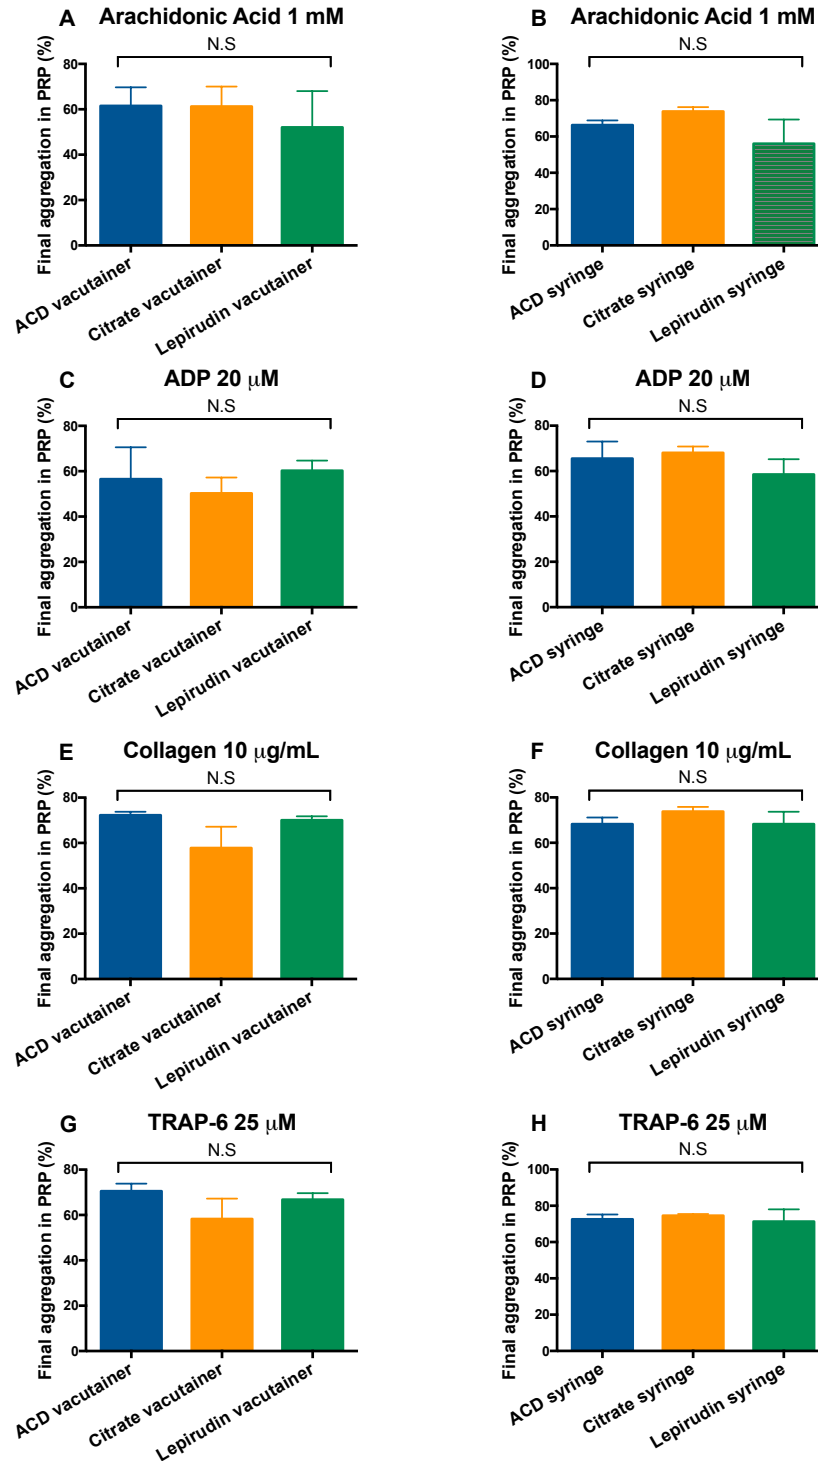 A Arachidonic Acid 1 mM
N.S
Final aggregation in PRP (%)
80
60
40
20
0
ACD vacutainer
Citrate vacutainer
Lepirudin vacutainer
B Arachidonic Acid 1 mM
N.S
Final aggregation in PRP (%)
100
80
60
40
20
0
ACD syringe
Citrate syringe
Lepirudin syringe
C ADP 20 μM
N.S
Final aggregation in PRP (%)
80
60
40
20
0
ACD vacutainer
Citrate vacutainer
Lepirudin vacutainer
D ADP 20 μM
N.S
Final aggregation in PRP (%)
80
60
40
20
0
ACD syringe
Citrate syringe
Lepirudin syringe
E Collagen 10 μg/mL
N.S
Final aggregation in PRP (%)
80
60
40
20
0
ACD vacutainer
Citrate vacutainer
Lepirudin vacutainer
F Collagen 10 μg/mL
N.S
Final aggregation in PRP (%)
80
60
40
20
0
ACD syringe
Citrate syringe
Lepirudin syringe
G TRAP-6 25 μM
N.S
Final aggregation in PRP (%)
80
60
40
20
0
ACD vacutainer
Citrate vacutainer
Lepirudin vacutainer
H TRAP-6 25 μM
N.S
Final aggregation in PRP (%)
100
80
60
40
20
0
ACD syringe
Citrate syringe
Lepirudin syringe